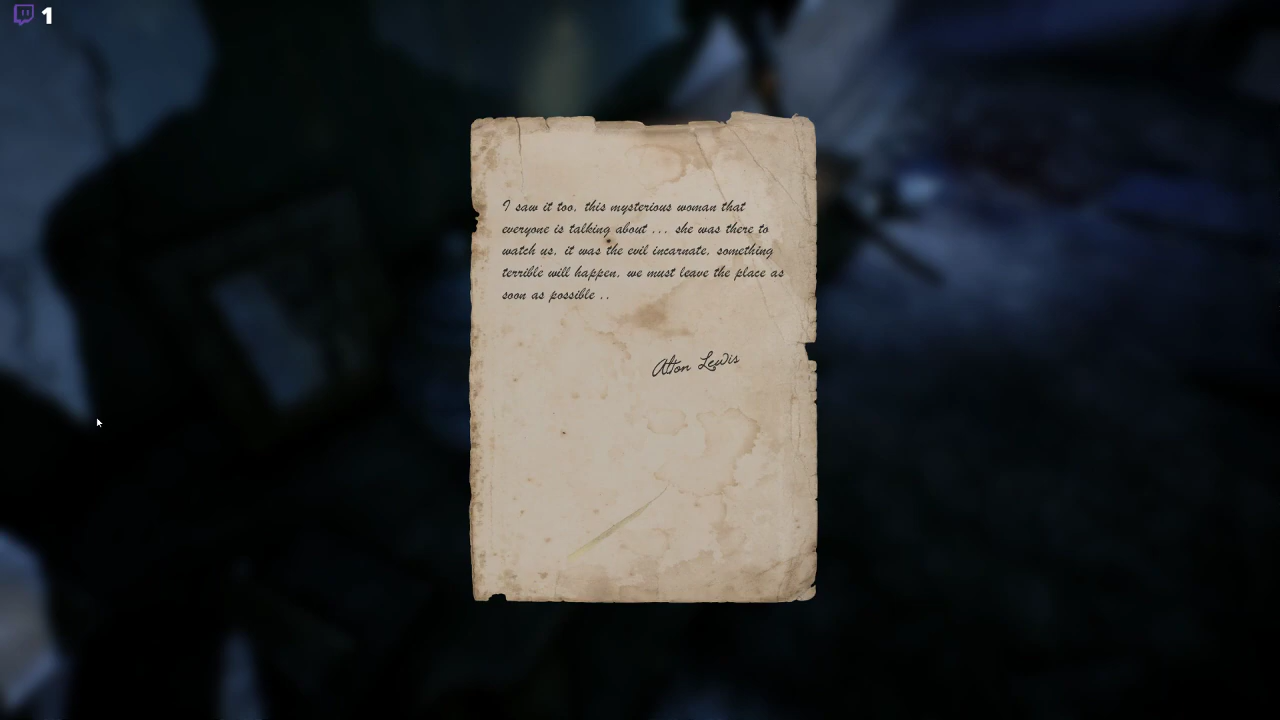 1
I saw it too, this mysterious woman that
everyone is talking about ... she was there to
watch us, it was the evil incarnate, something
terrible will happen, we must leave the place as
soon as possible ..
Alton Lewis